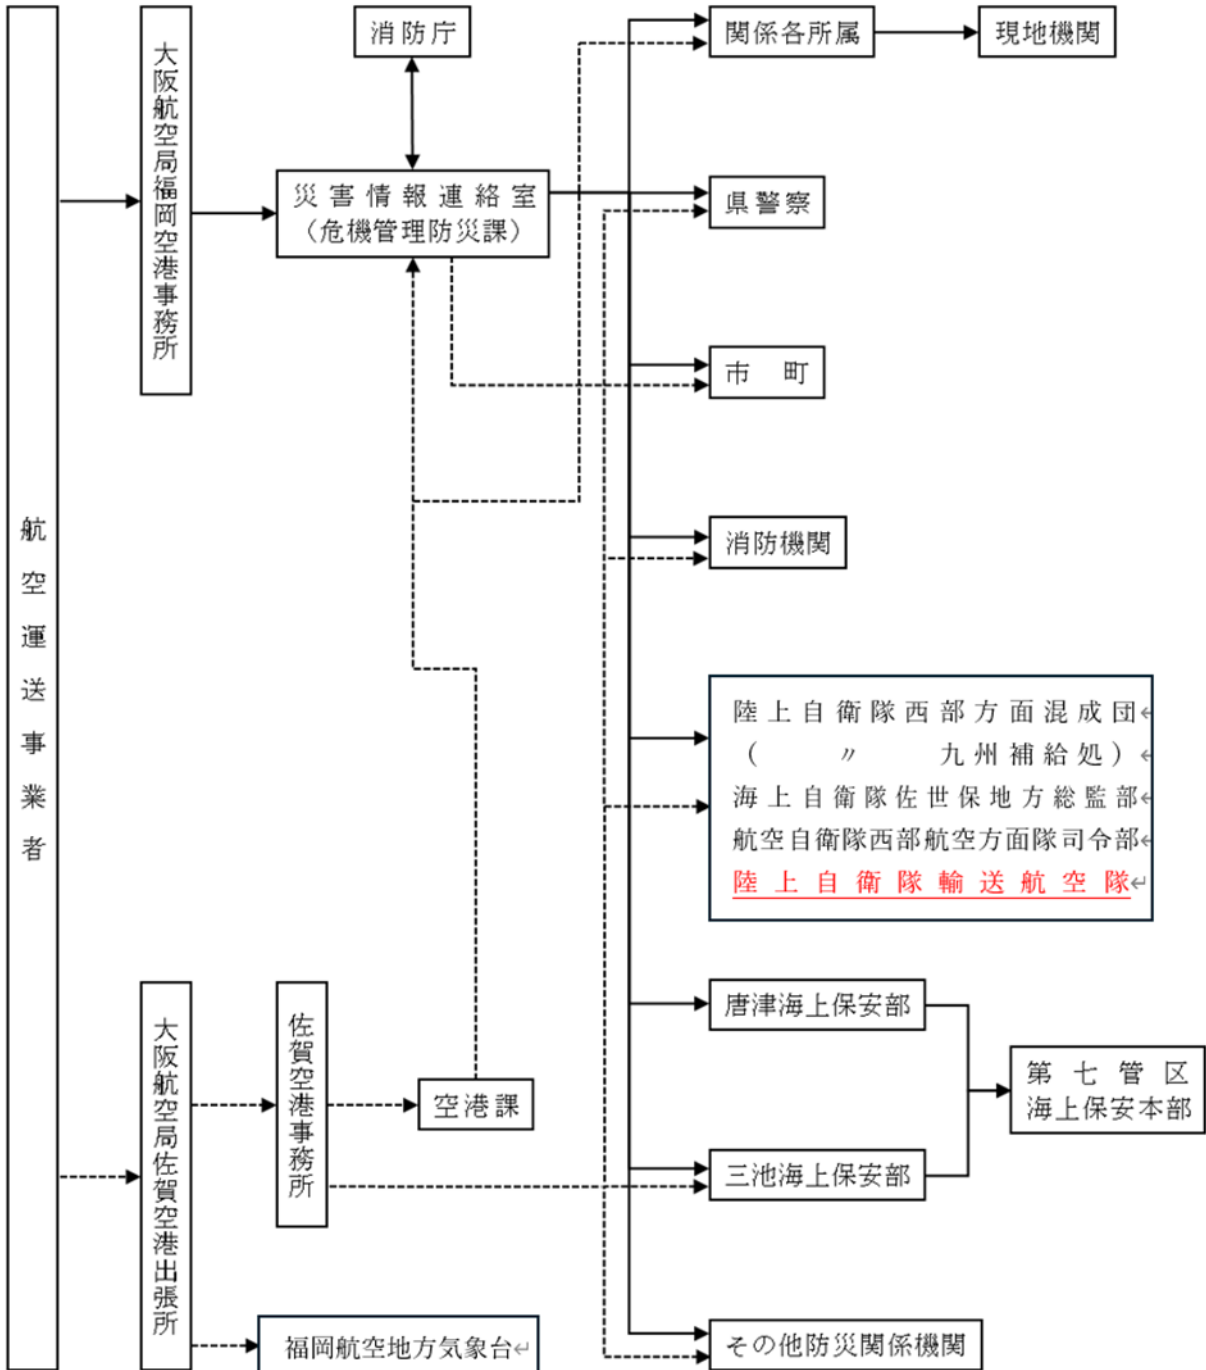 航空運送事業者
大阪航空局福岡空港事務所
消防庁
災害情報連絡室
（危機管理防災課）
関係各所属
現地機関
県警察
市　町
消防機関
陸上自衛隊西部方面混成団
（　　〃　　九州補給処）
海上自衛隊佐世保地方総監部
航空自衛隊西部航空方面隊司令部
陸上自衛隊輸送航空隊
唐津海上保安部
第七管区
海上保安本部
三池海上保安部
その他防災関係機関
大阪航空局佐賀空港出張所
佐賀空港事務所
空港課
福岡航空地方気象台